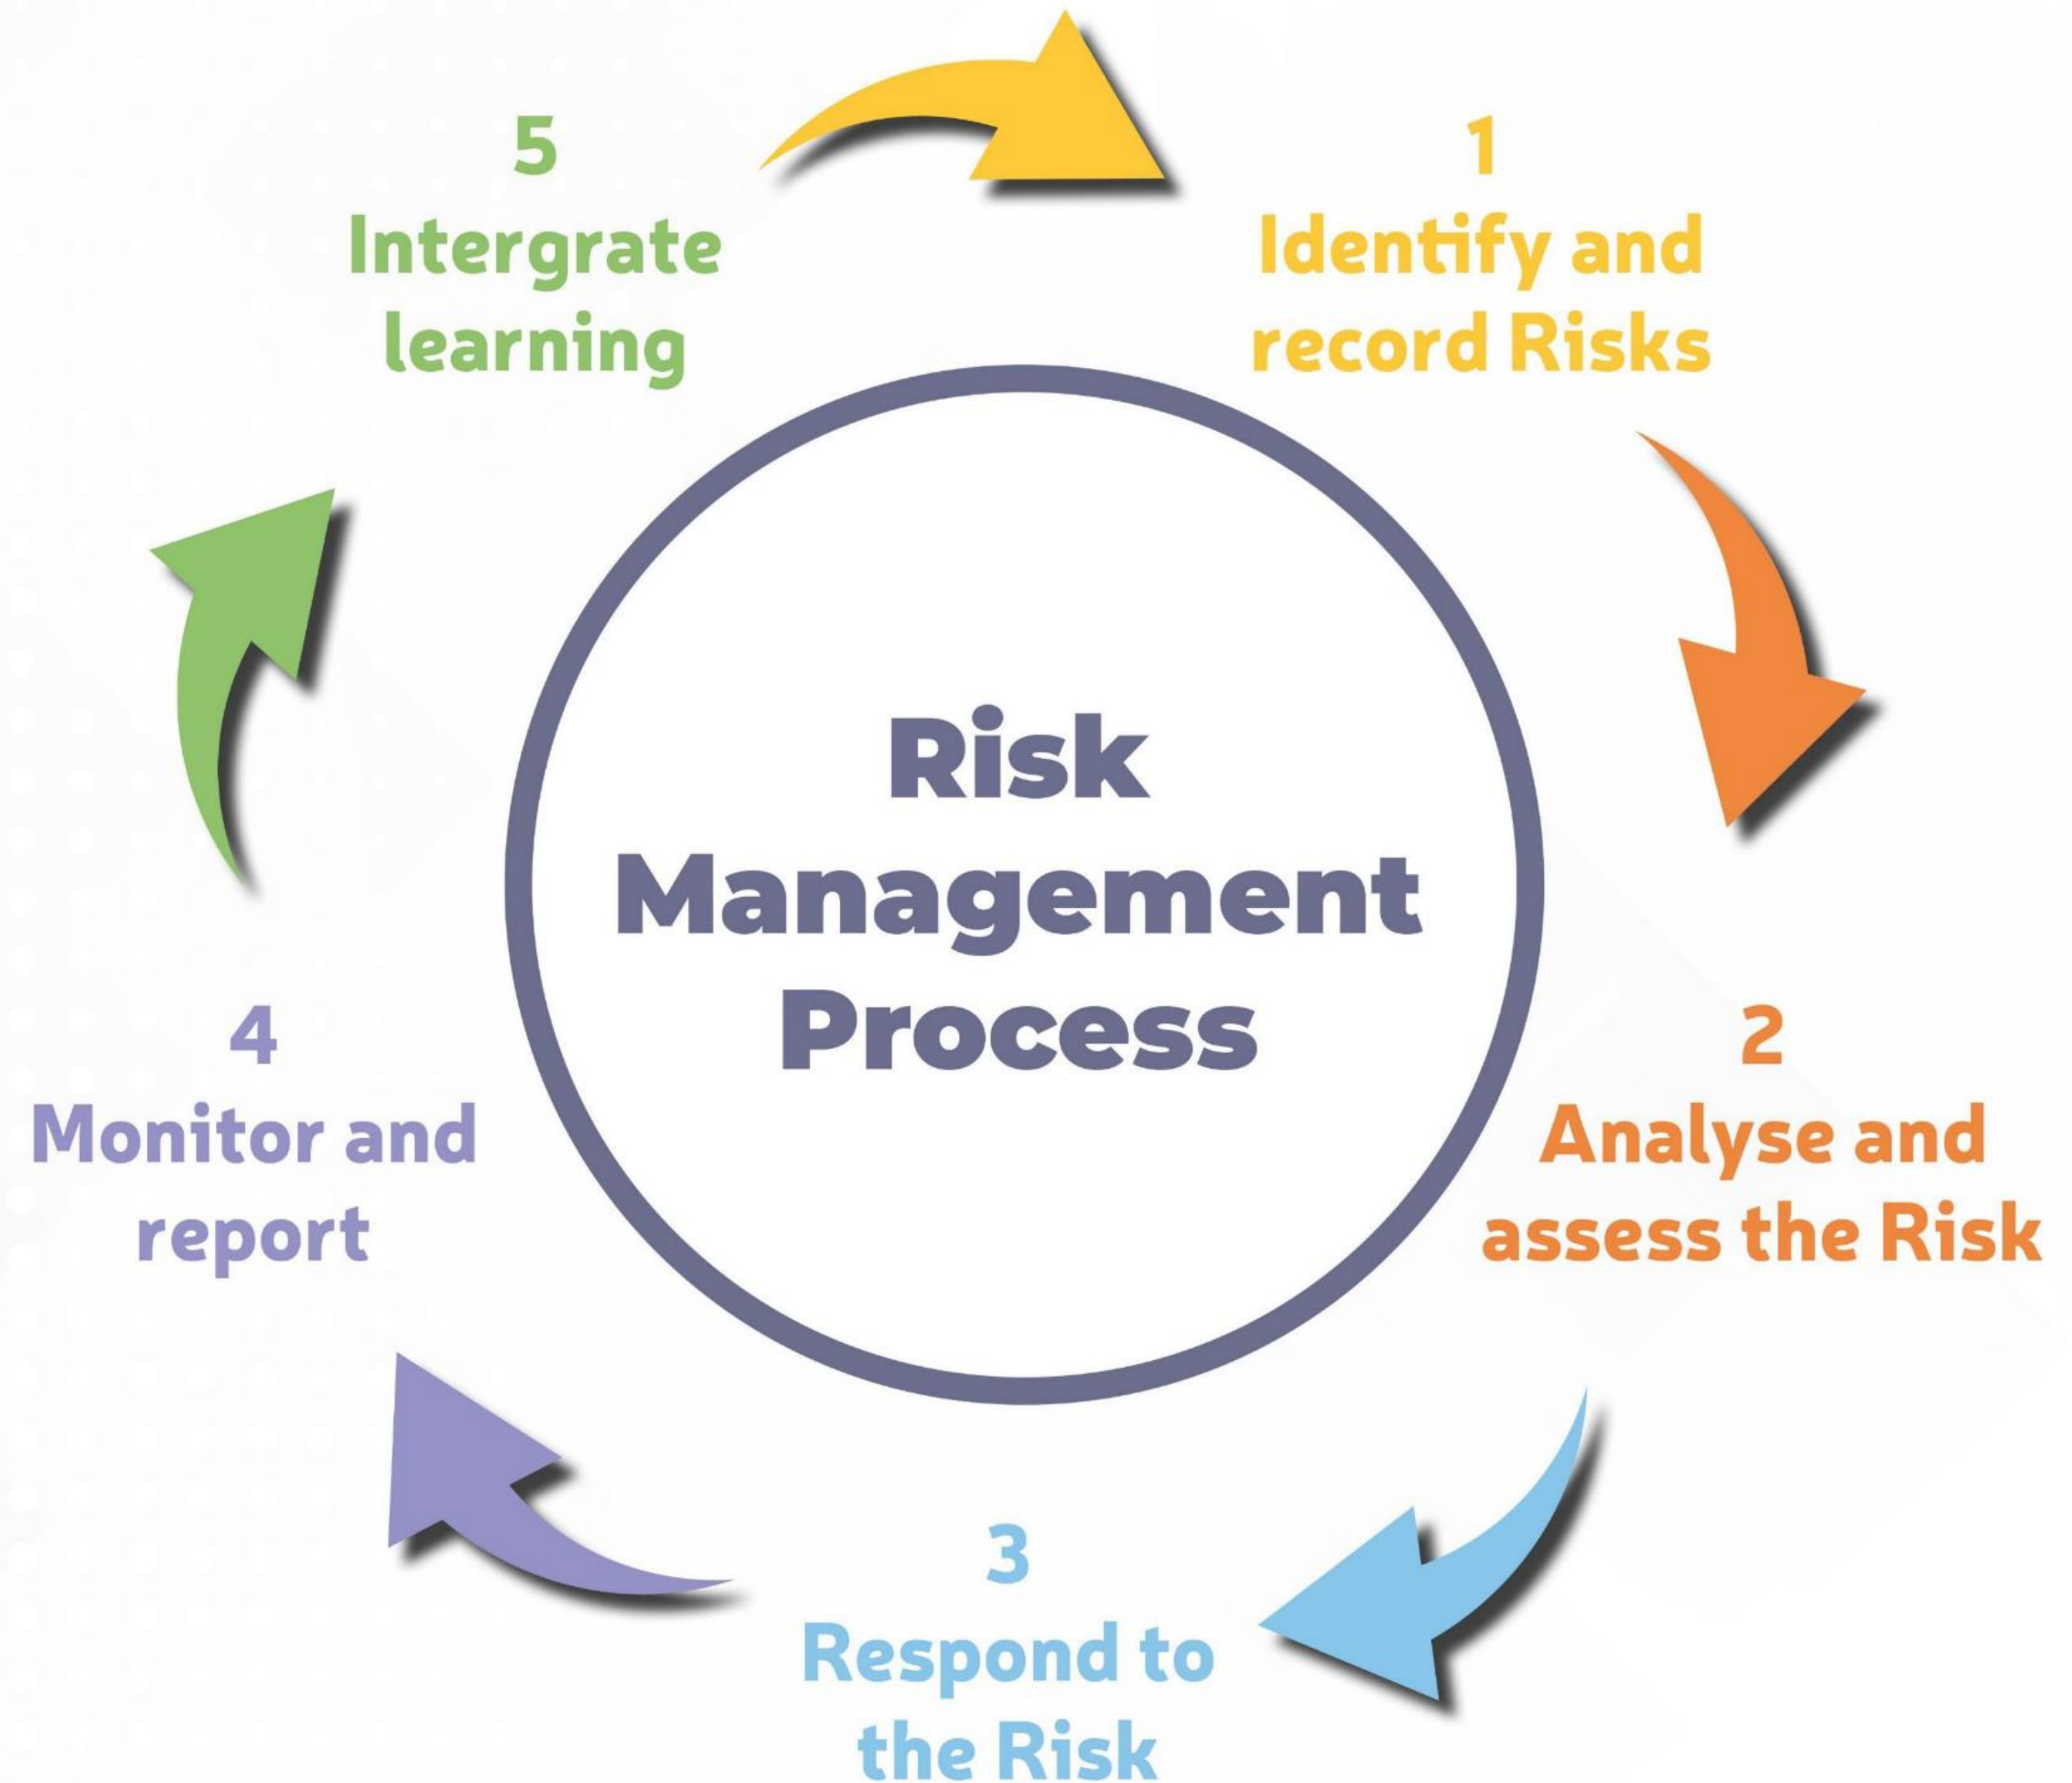 Risk
Management
Process
1
Identify and
record Risks
2
Analyse and
assess the Risk
3
Respond to
the Risk
4
Monitor and
report
5
Intergrate
learning